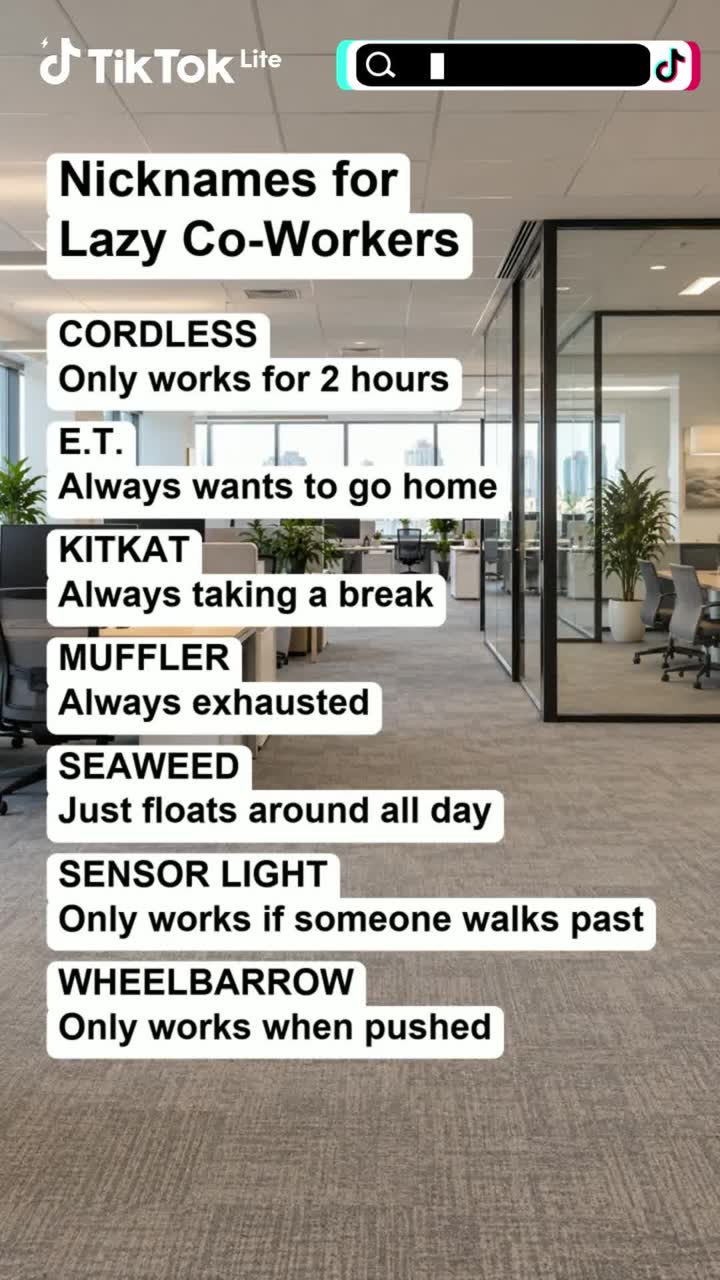 TikTok Lite
Nicknames for
Lazy Co-Workers
CORDLESS
Only works for 2 hours
E.T.
Always wants to go home
KITKAT
Always taking a break
MUFFLER
Always exhausted
SEAWEED
Just floats around all day
SENSOR LIGHT
Only works if someone walks past
WHEELBARROW
Only works when pushed